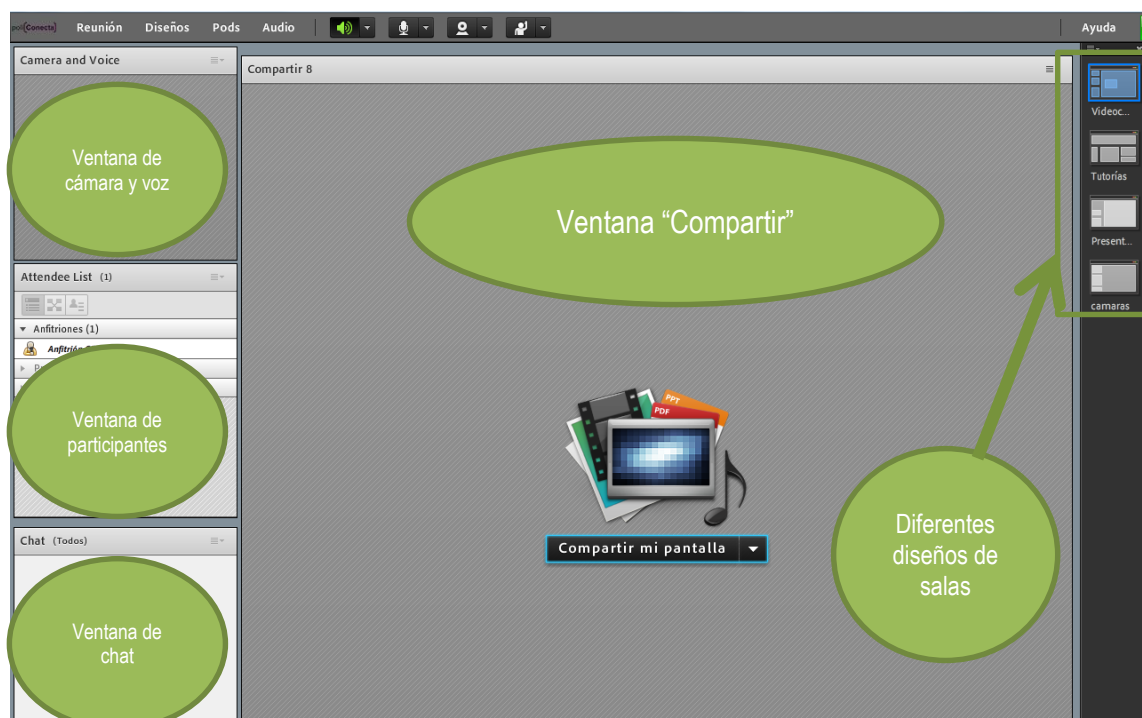 poli[Conecta] Reunión Diseños Pods Audio Ayuda
Camera and Voice
Ventana de
cámara y voz
Attendee List (1)
Anfitriones (1)
Anfitrión
Ventana de
participantes
Chat (Todos)
Ventana de
chat
Compartir 8
Ventana “Compartir”
PPT
PDF
Compartir mi pantalla
Diferentes
diseños de
salas
Videoc...
Tutorías
Present...
camaras